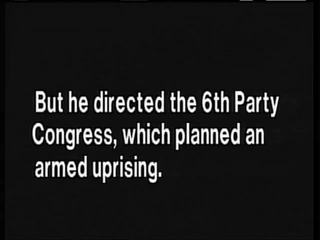 But he directed the 6th Party
Congress, which planned an
armed uprising.